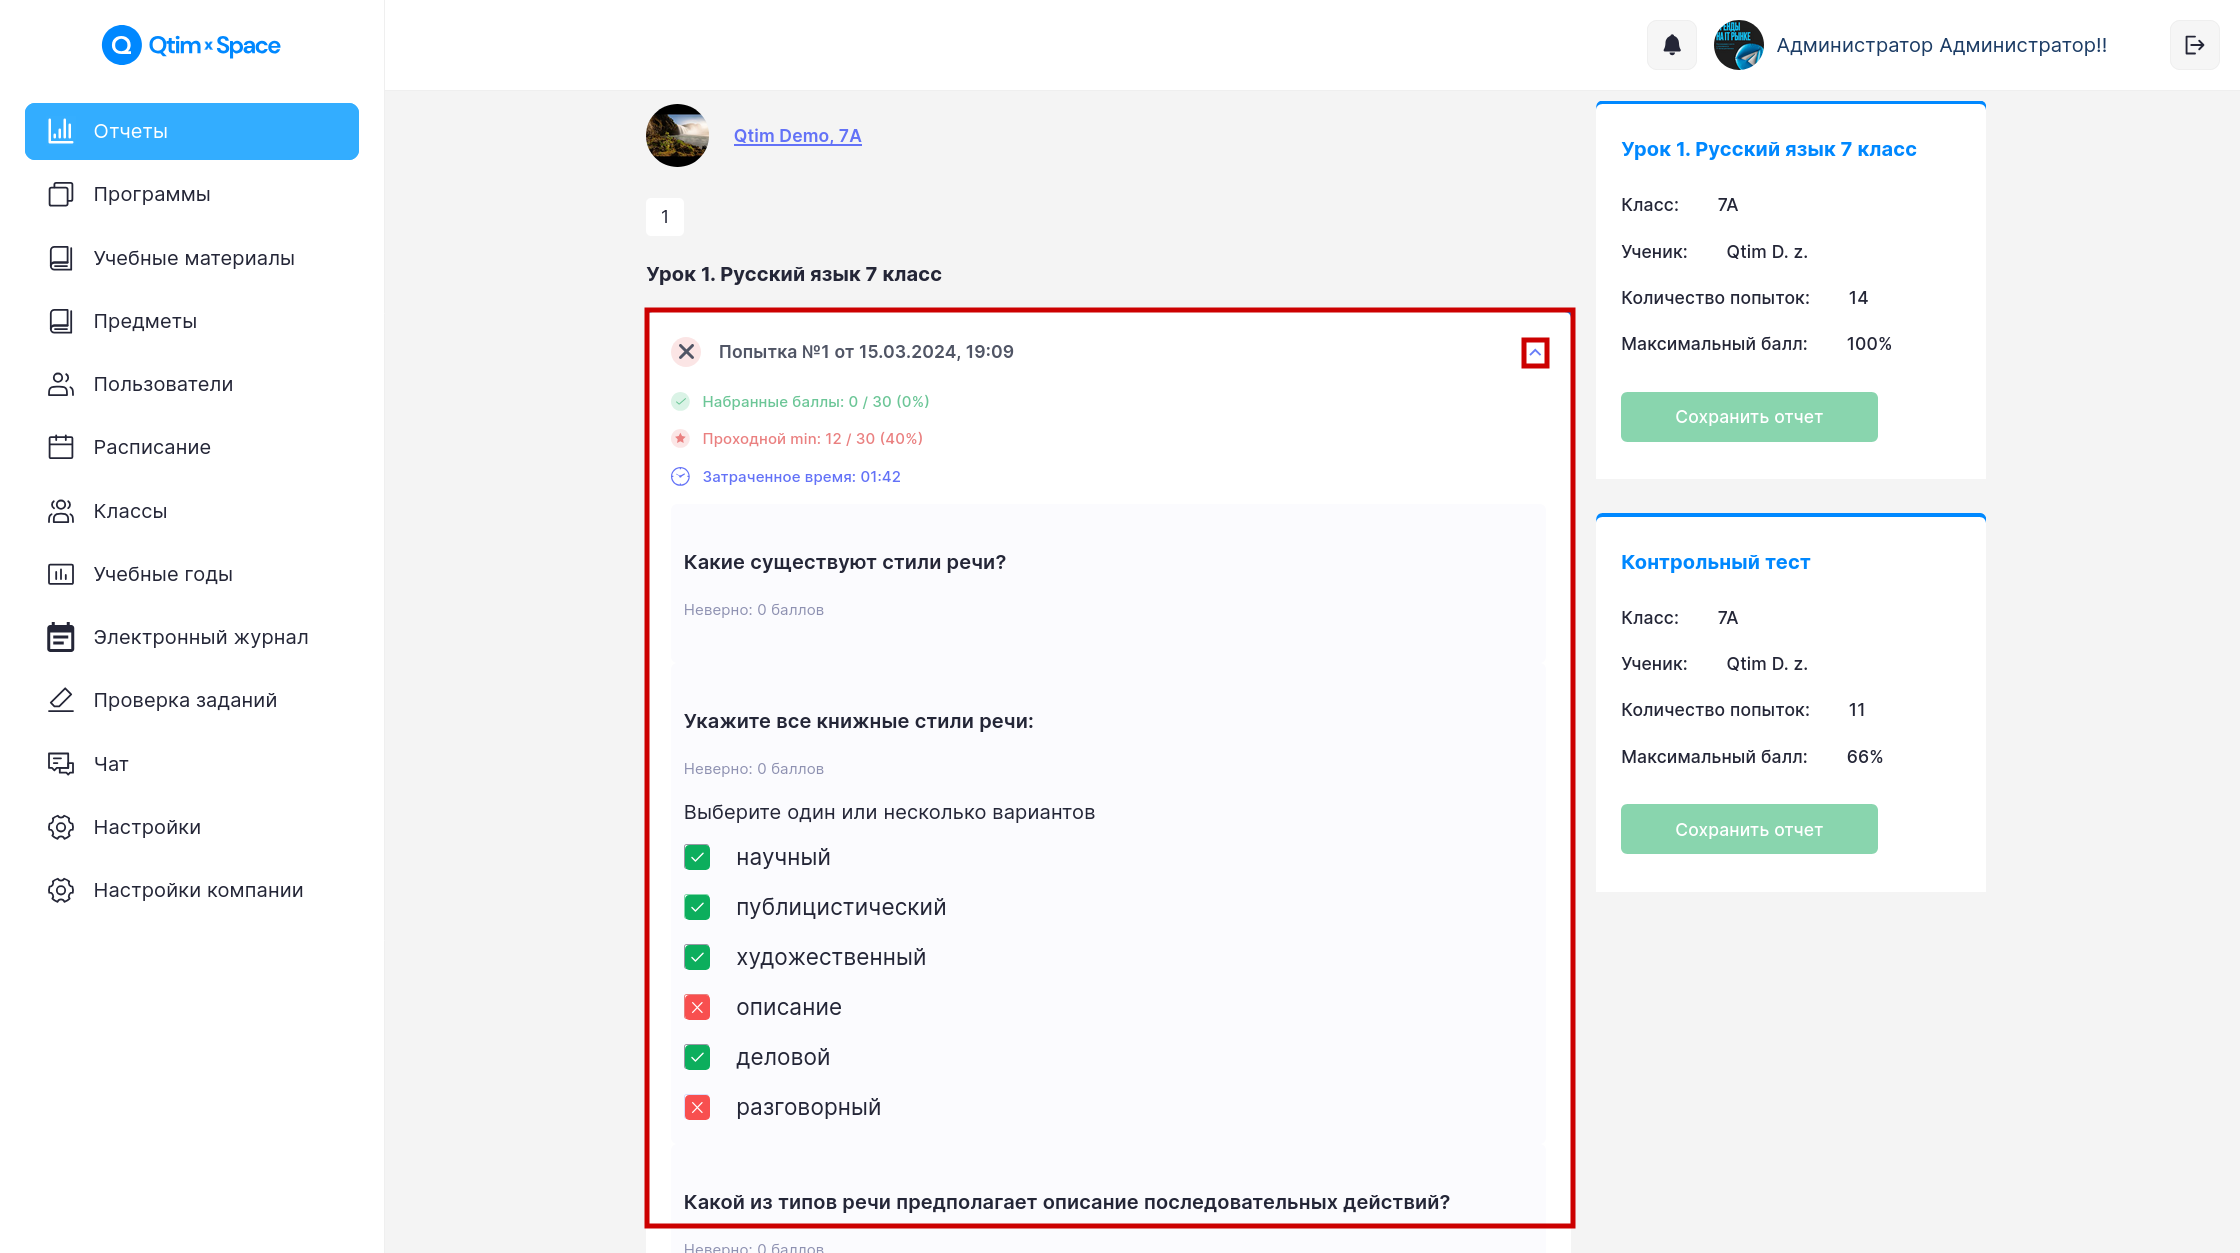 Qtim × Space
Администратор Администратор!!
Отчеты
Программы
Учебные материалы
Предметы
Пользователи
Расписание
Классы
Учебные годы
Электронный журнал
Проверка заданий
Чат
Настройки
Настройки компании
Qtim Demo, 7А
1
Урок 1. Русский язык 7 класс
Попытка №1 от 15.03.2024, 19:09
Набранные баллы: 0 / 30 (0%)
Проходной min: 12 / 30 (40%)
Затраченное время: 01:42
Какие существуют стили речи?
Неверно: 0 баллов
Укажите все книжные стили речи:
Неверно: 0 баллов
Выберите один или несколько вариантов
научный
публицистический
художественный
описание
деловой
разговорный
Какой из типов речи предполагает описание последовательных действий?
Неверно: 0 баллов
Урок 1. Русский язык 7 класс
Класс: 7А
Ученик: Qtim D. z.
Количество попыток: 14
Максимальный балл: 100%
Сохранить отчет
Контрольный тест
Класс: 7А
Ученик: Qtim D. z.
Количество попыток: 11
Максимальный балл: 66%
Сохранить отчет